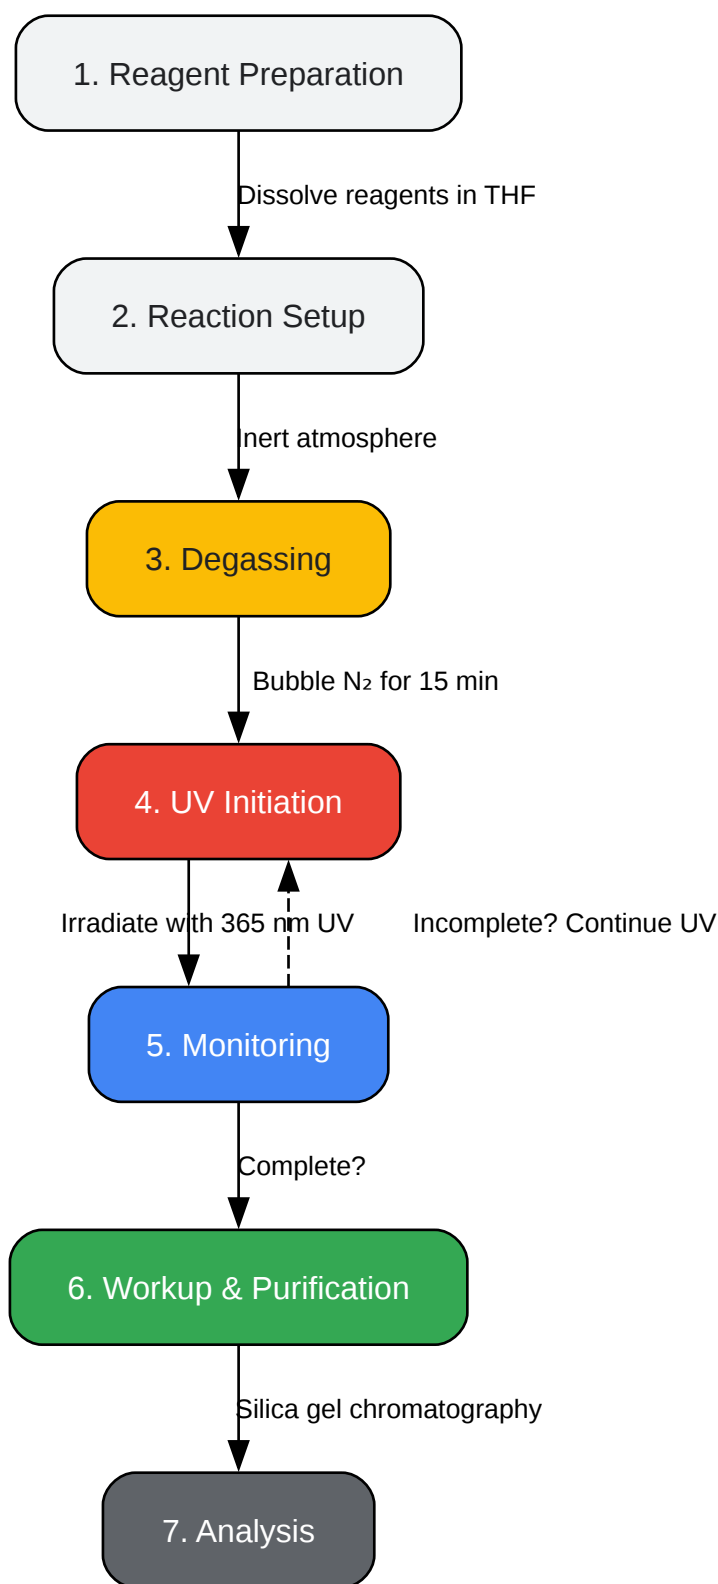 1. Reagent Preparation
Dissolve reagents in THF
2. Reaction Setup
Inert atmosphere
3. Degassing
Bubble N₂ for 15 min
4. UV Initiation
Irradiate with 365 nm UV
Incomplete? Continue UV
5. Monitoring
Complete?
6. Workup & Purification
Silica gel chromatography
7. Analysis